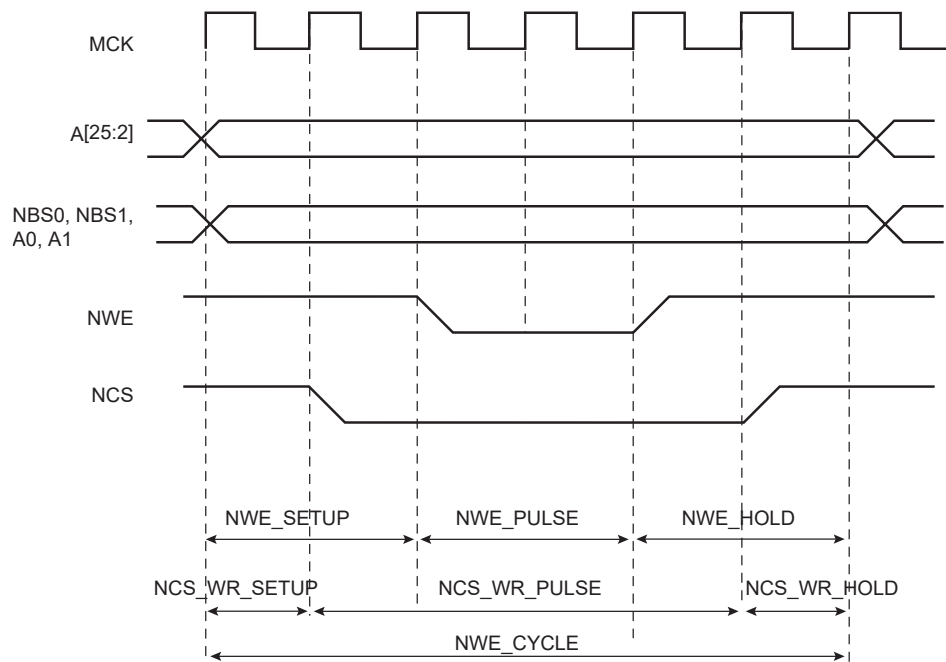 MCK
A[25:2]
NBS0, NBS1,
A0, A1
NWE
NCS
NWE_SETUP
NWE_PULSE
NWE_HOLD
NCS_WR_SETUP
NCS_WR_PULSE
NCS_WR_HOLD
NWE_CYCLE